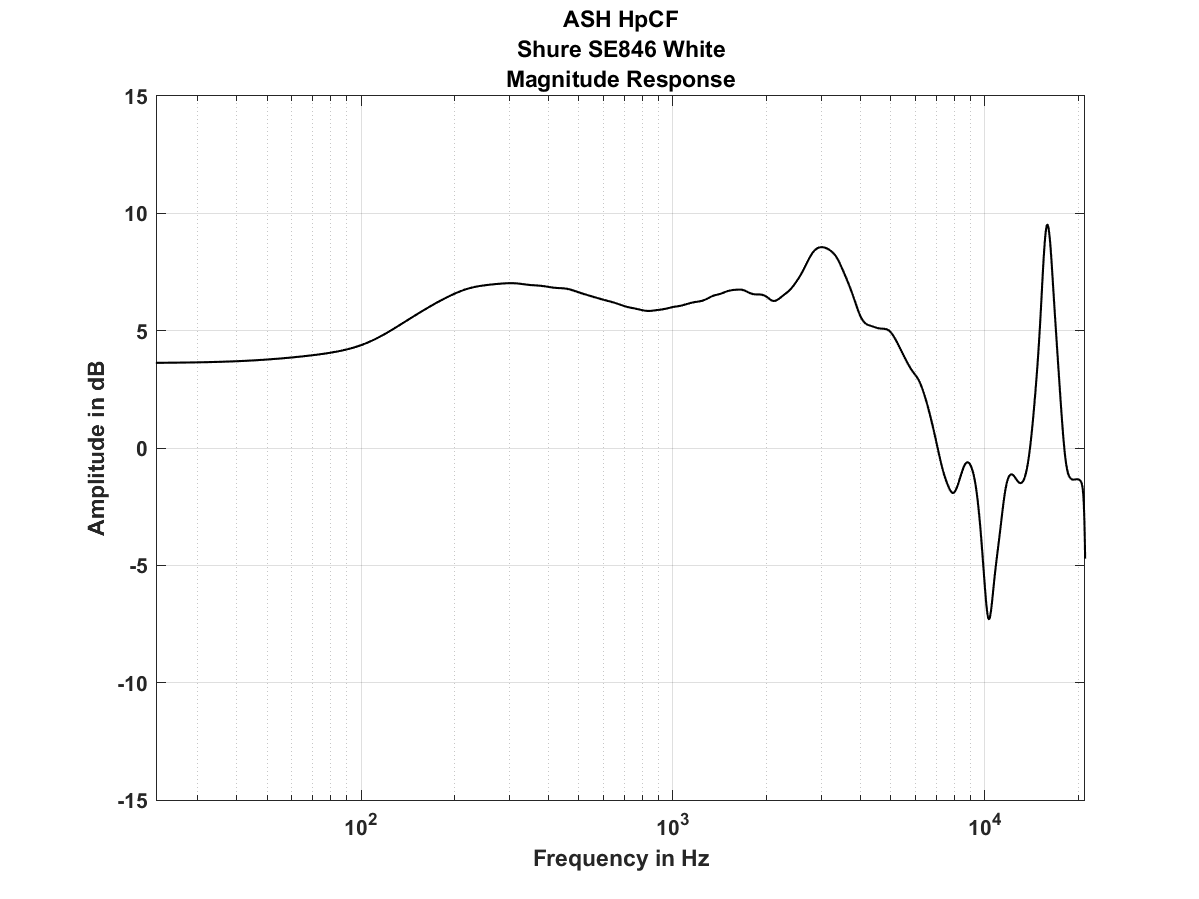 ASH HpCF
Shure SE846 White
Magnitude Response
15
10
5
0
-5
-10
-15
Amplitude in dB
10²
10³
10⁴
Frequency in Hz